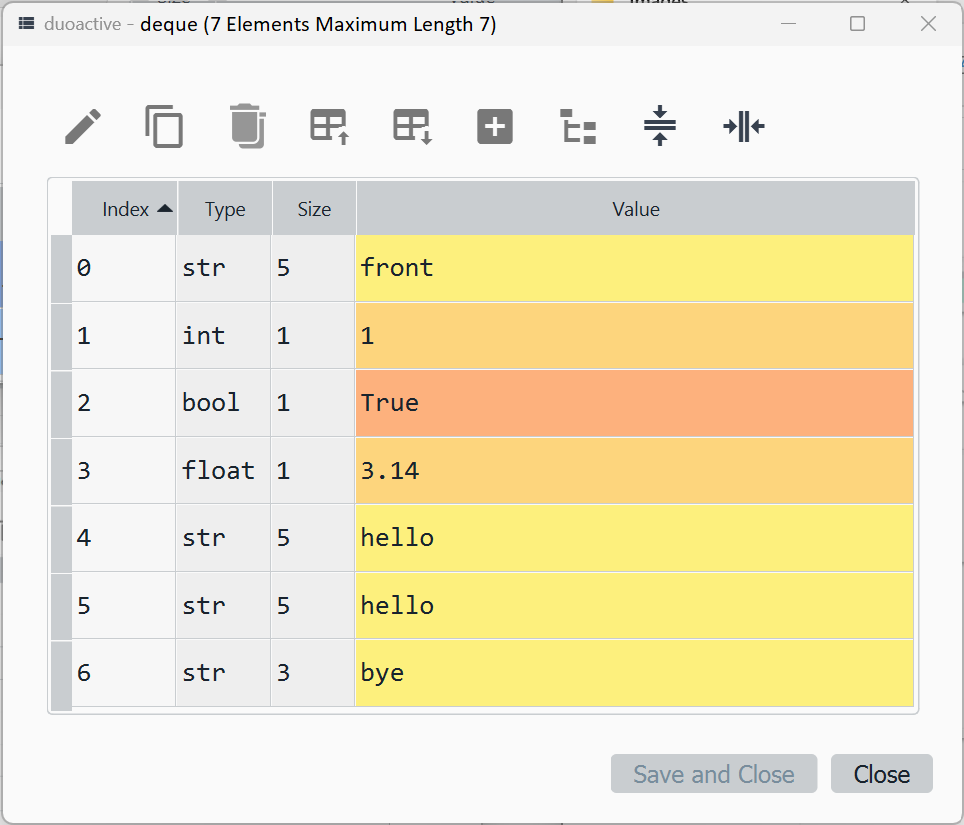 duoactive - deque (7 Elements Maximum Length 7)
Index Type Size Value
0 str 5 front
1 int 1 1
2 bool 1 True
3 float 1 3.14
4 str 5 hello
5 str 5 hello
6 str 3 bye
Save and Close Close